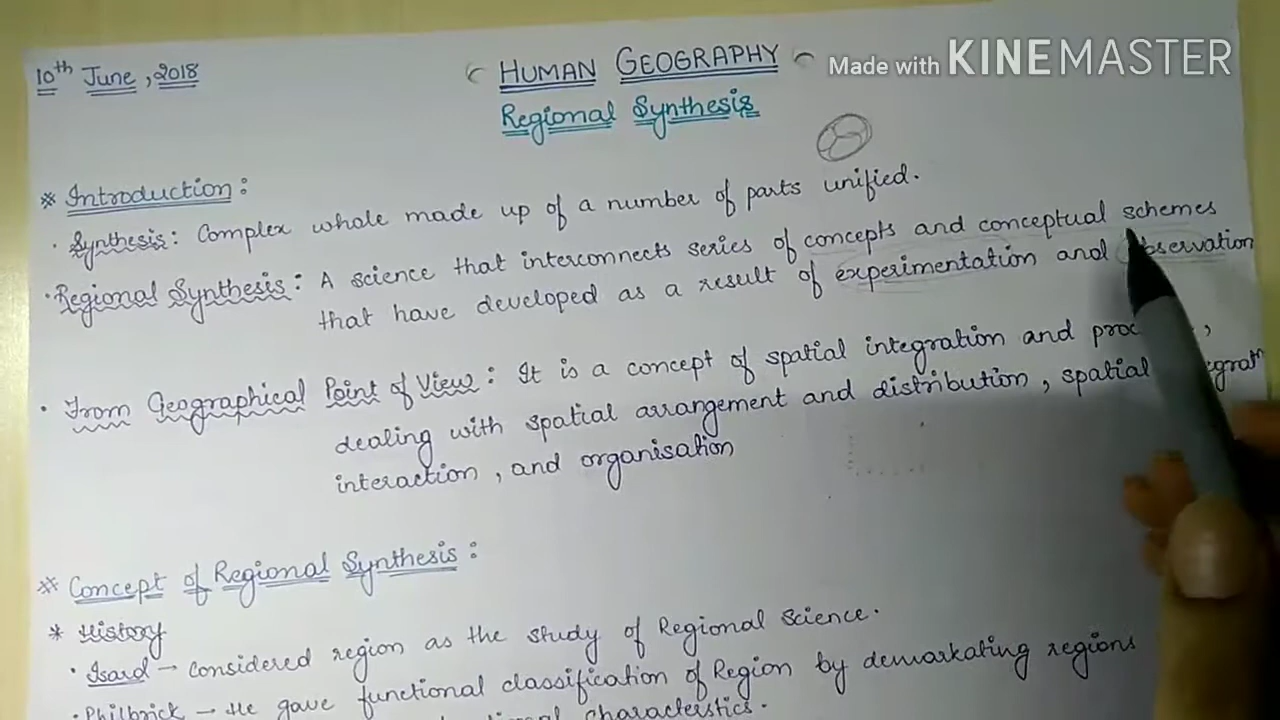 10th June, 2018
HUMAN GEOGRAPHY
Made with KINEMASTER
Regional Synthesis
* Introduction:
· Synthesis: Complex whole made up of a number of parts unified.
· Regional Synthesis: A science that interconnects series of concepts and conceptual schemes
that have developed as a result of experimentation and observation
· From Geographical Point of View: It is a concept of spatial integration and
dealing with spatial arrangement and distribution, spatial
interaction, and organisation
* Concept of Regional Synthesis:
* History
· Isard → Considered region as the study of Regional Science.
· Philbrick → He gave functional classification of Region by demarkating regions
characteristics.